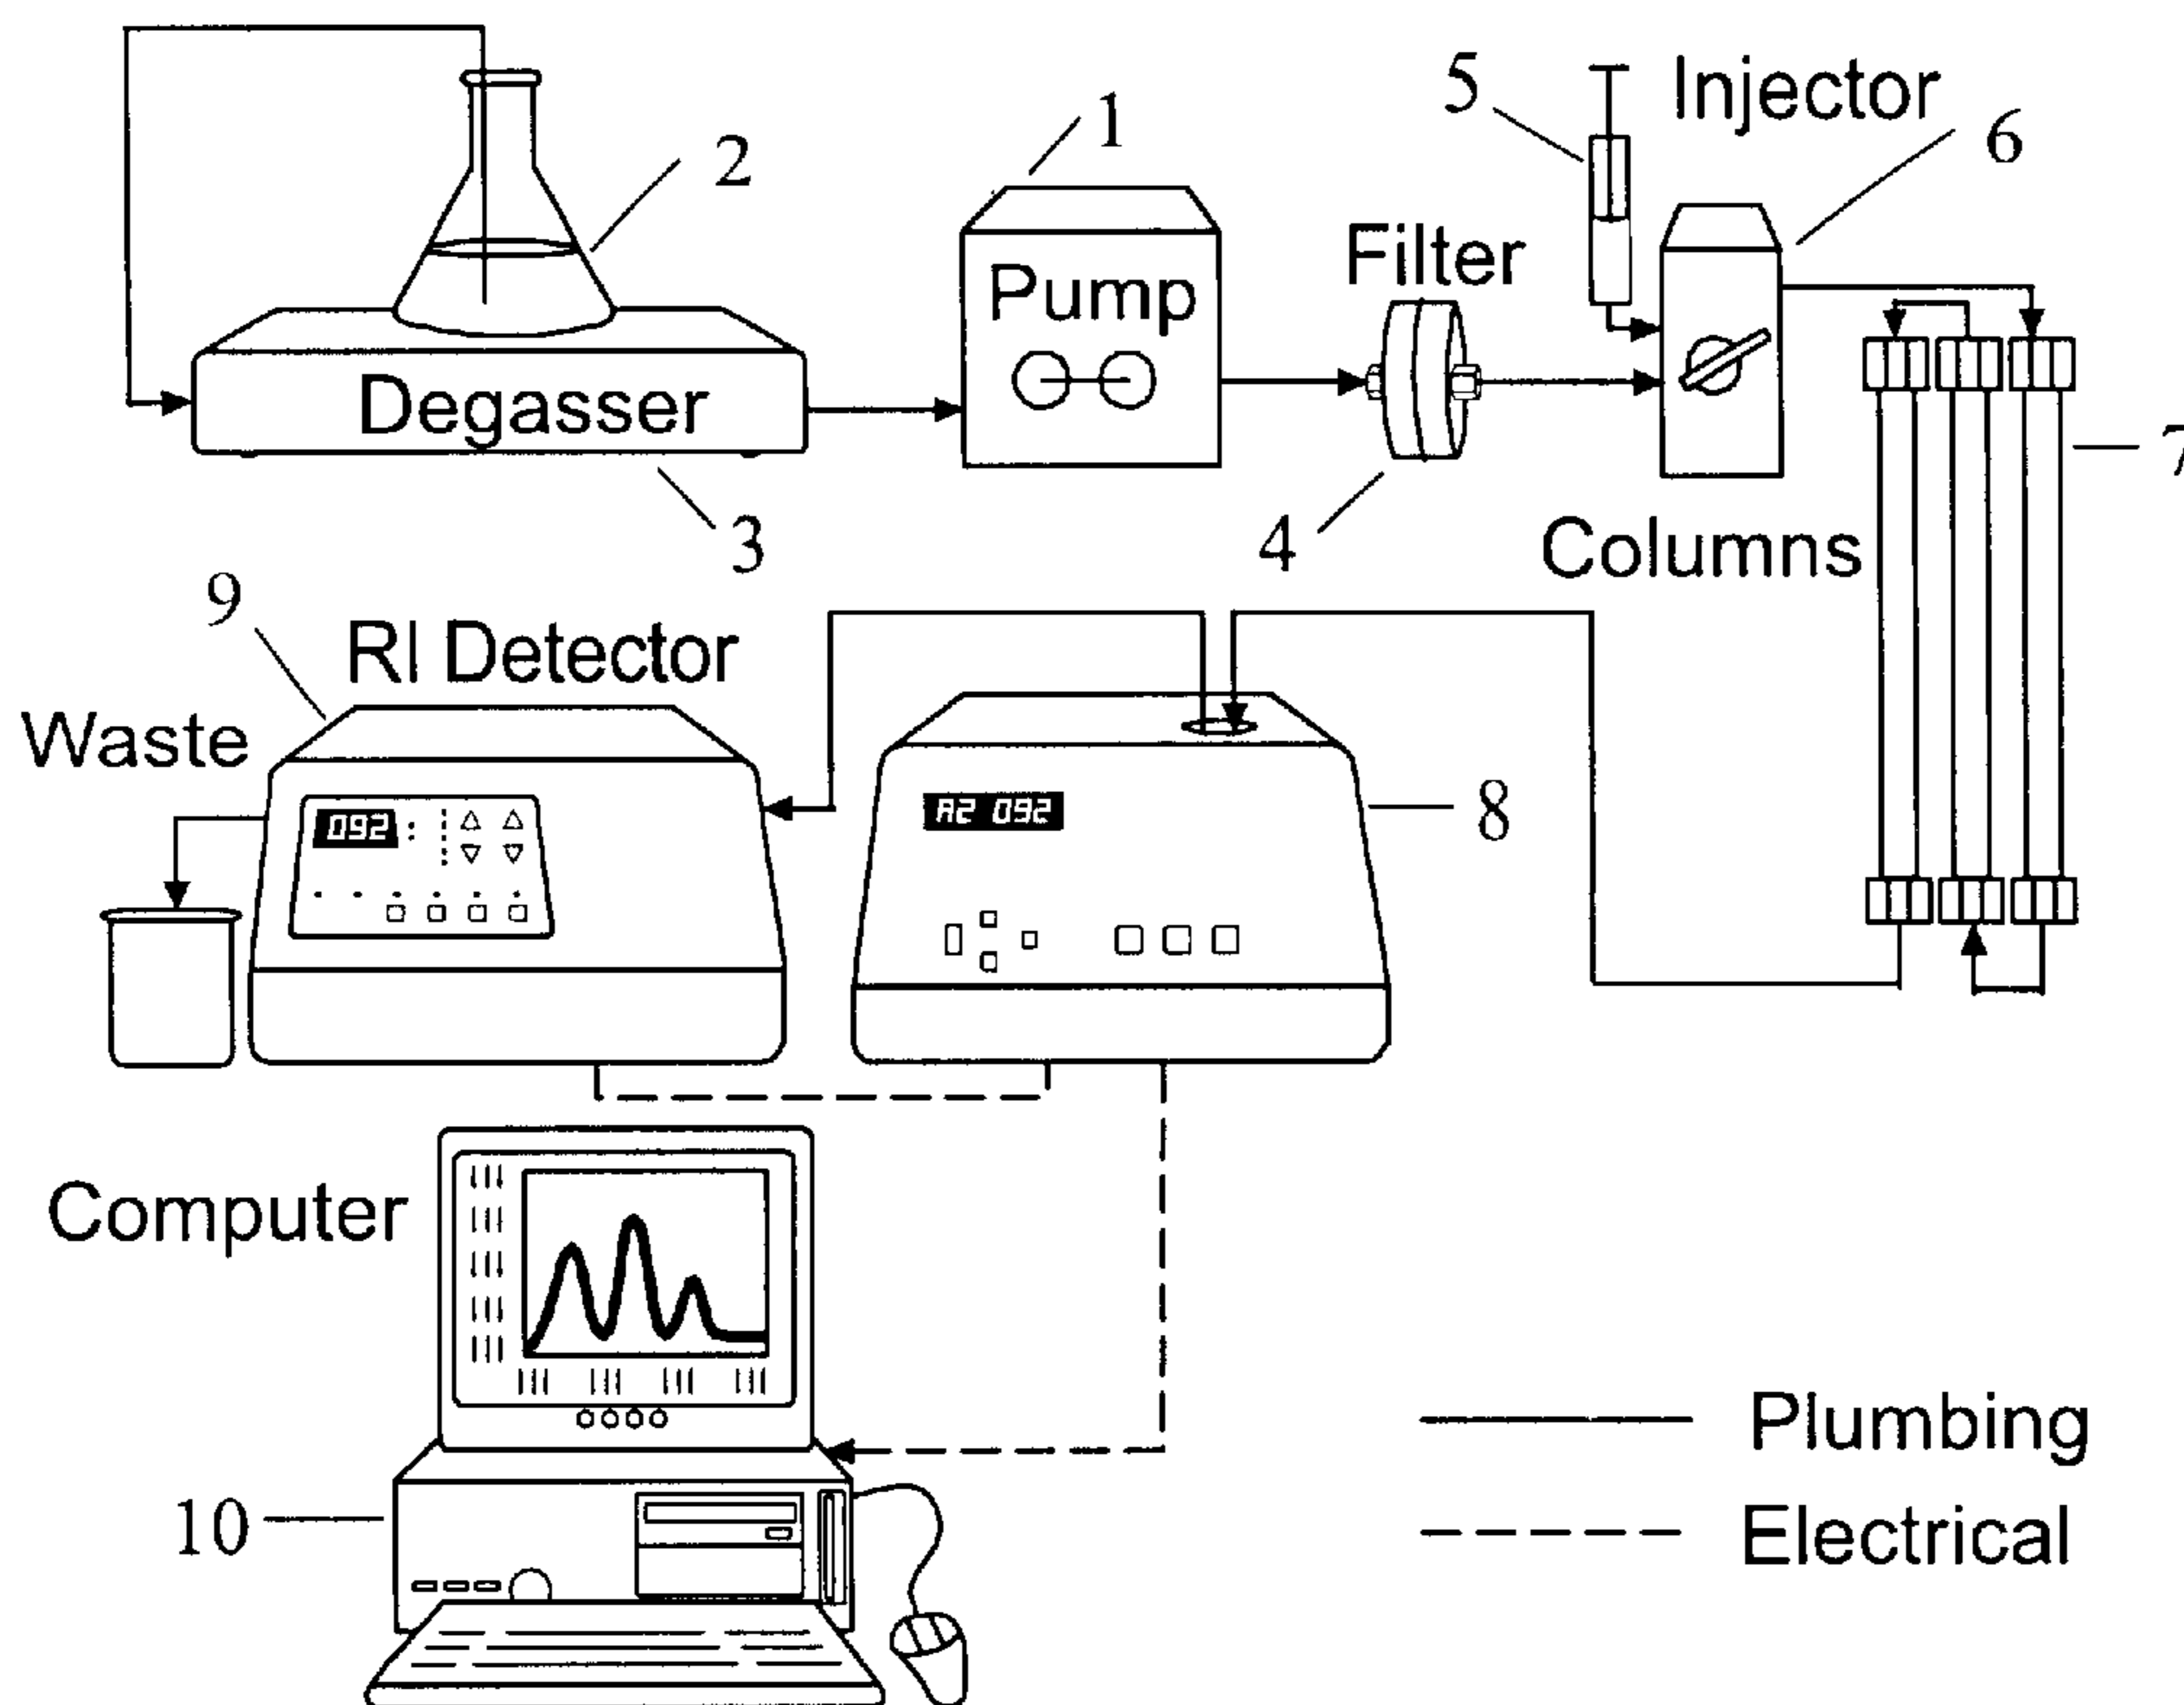 5
Injector
1
6
2
Filter
Pump
Degasser
7
3
4
Columns
9
RI Detector
Waste
092
A2 092
8
Computer
10
Plumbing
Electrical